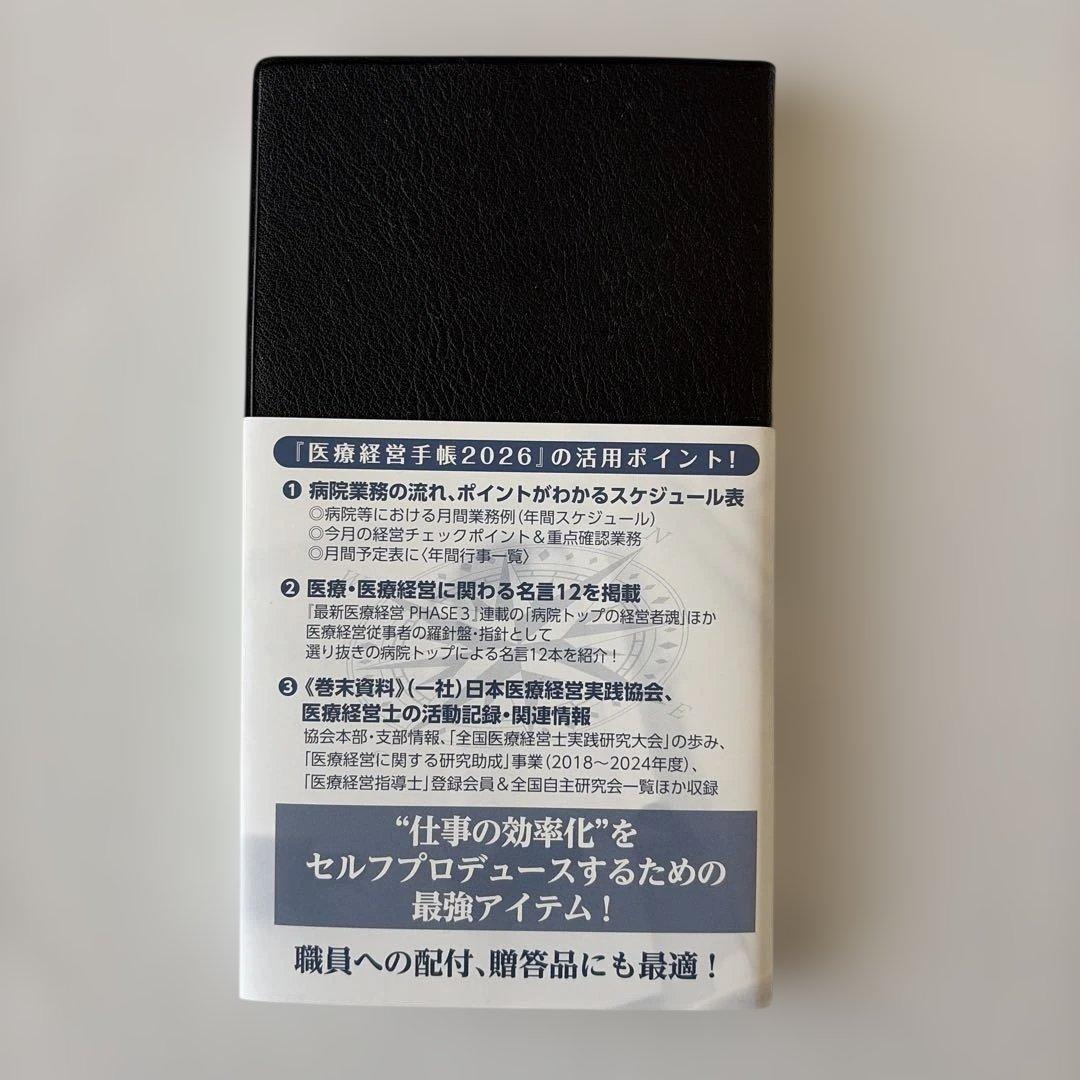 『医療経営手帳2026』の活用ポイント！
❶ 病院業務の流れ、ポイントがわかるスケジュール表
◎病院等における月間業務例（年間スケジュール）
◎今月の経営チェックポイント＆重点確認業務
◎月間予定表に〈年間行事一覧〉
❷ 医療・医療経営に関わる名言12を掲載
『最新医療経営 PHASE 3』連載の「病院トップの経営者魂」ほか
医療経営従事者の羅針盤・指針として
選り抜きの病院トップによる名言12本を紹介！
❸《巻末資料》（一社）日本医療経営実践協会、
医療経営士の活動記録・関連情報
協会本部・支部情報、「全国医療経営士実践研究大会」の歩み、
「医療経営に関する研究助成」事業（2018～2024年度）、
「医療経営指導士」登録会員＆全国自主研究会一覧ほか収録
“仕事の効率化”を
セルフプロデュースするための
最強アイテム！
職員への配付、贈答品にも最適！
N
E